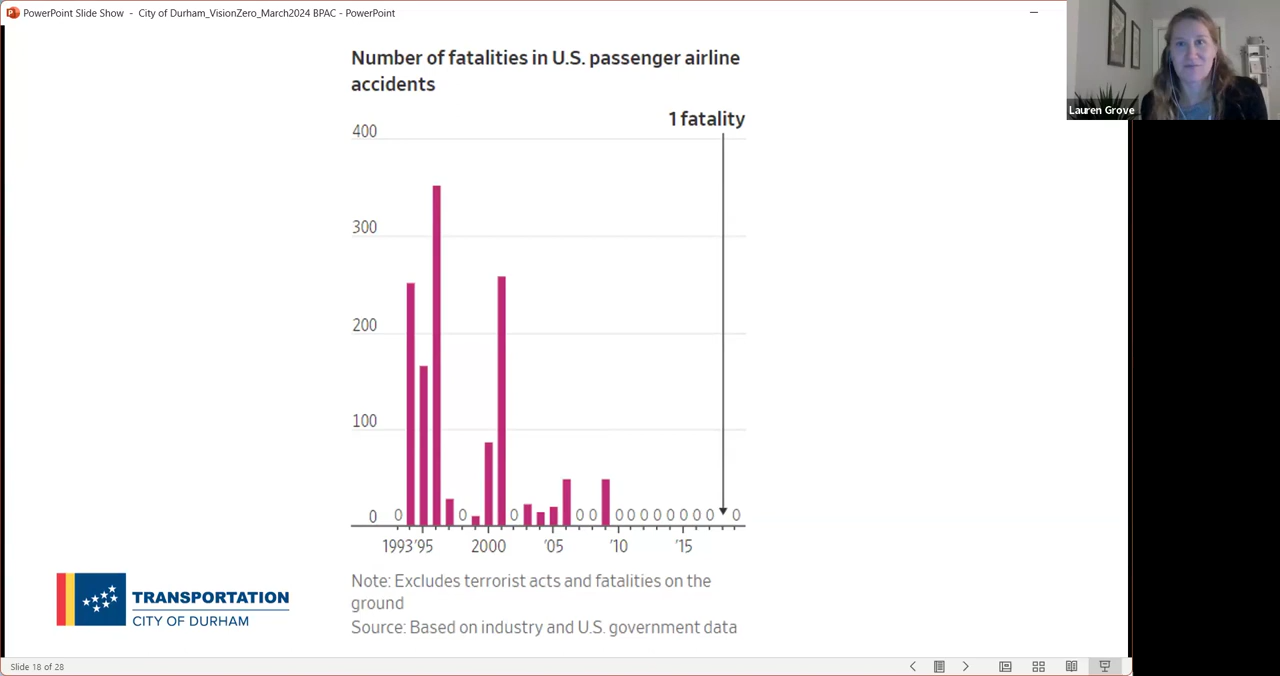 PowerPoint Slide Show - City of Durham_VisionZero_March2024 BPAC - PowerPoint
Lauren Grove
Number of fatalities in U.S. passenger airline
accidents
1 fatality
400
300
200
100
0 0 0 0 0 0 0 0 0 0 0 0 0 0 0
1993 '95 2000 '05 '10 '15
Note: Excludes terrorist acts and fatalities on the
ground
Source: Based on industry and U.S. government data
TRANSPORTATION
CITY OF DURHAM
Slide 18 of 28